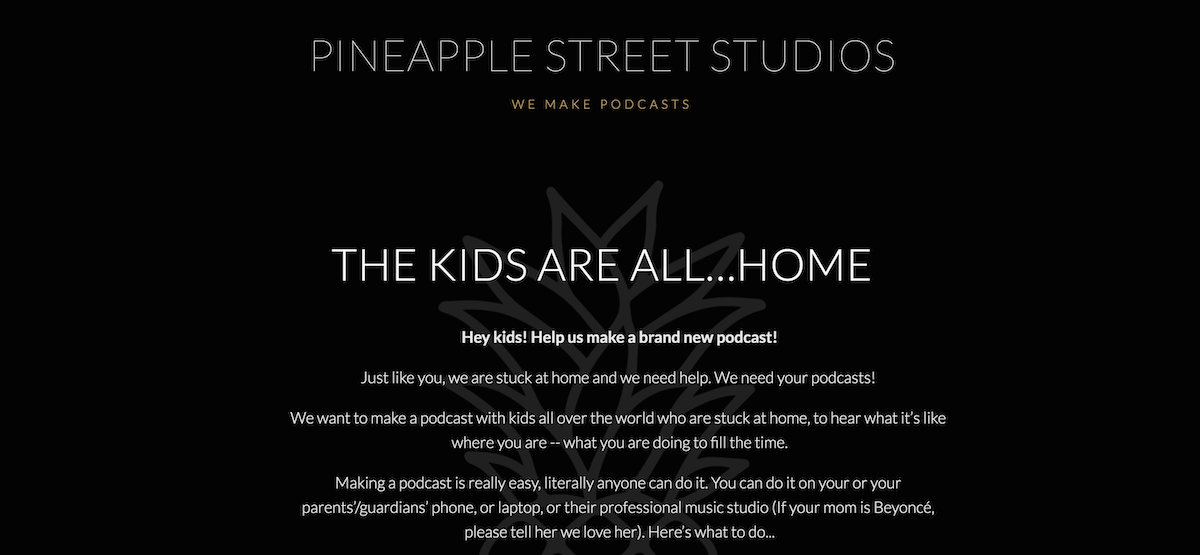 PINEAPPLE STREET STUDIOS
WE MAKE PODCASTS
THE KIDS ARE ALL...HOME
Hey kids! Help us make a brand new podcast!
Just like you, we are stuck at home and we need help. We need your podcasts!
We want to make a podcast with kids all over the world who are stuck at home, to hear what it’s like
where you are -- what you are doing to fill the time.
Making a podcast is really easy, literally anyone can do it. You can do it on your or your
parents’/guardians’ phone, or laptop, or their professional music studio (If your mom is Beyoncé,
please tell her we love her). Here’s what to do...